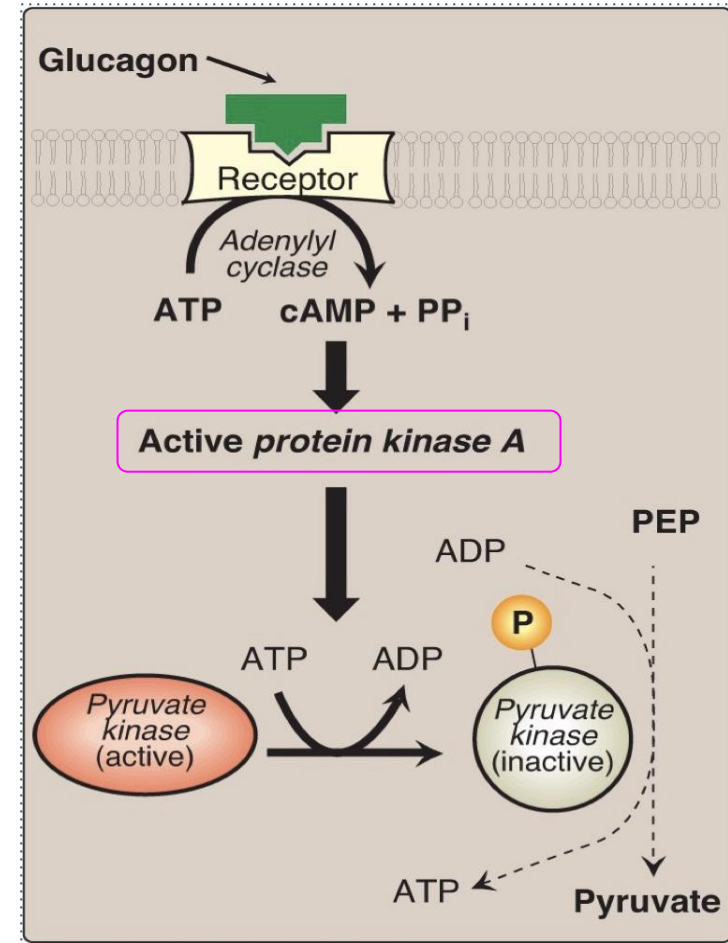 Glucagon
Receptor
Adenylyl
cyclase
ATP
cAMP + PPi
Active protein kinase A
PEP
ADP
P
ATP
ADP
Pyruvate
kinase
(active)
Pyruvate
kinase
(inactive)
ATP
Pyruvate